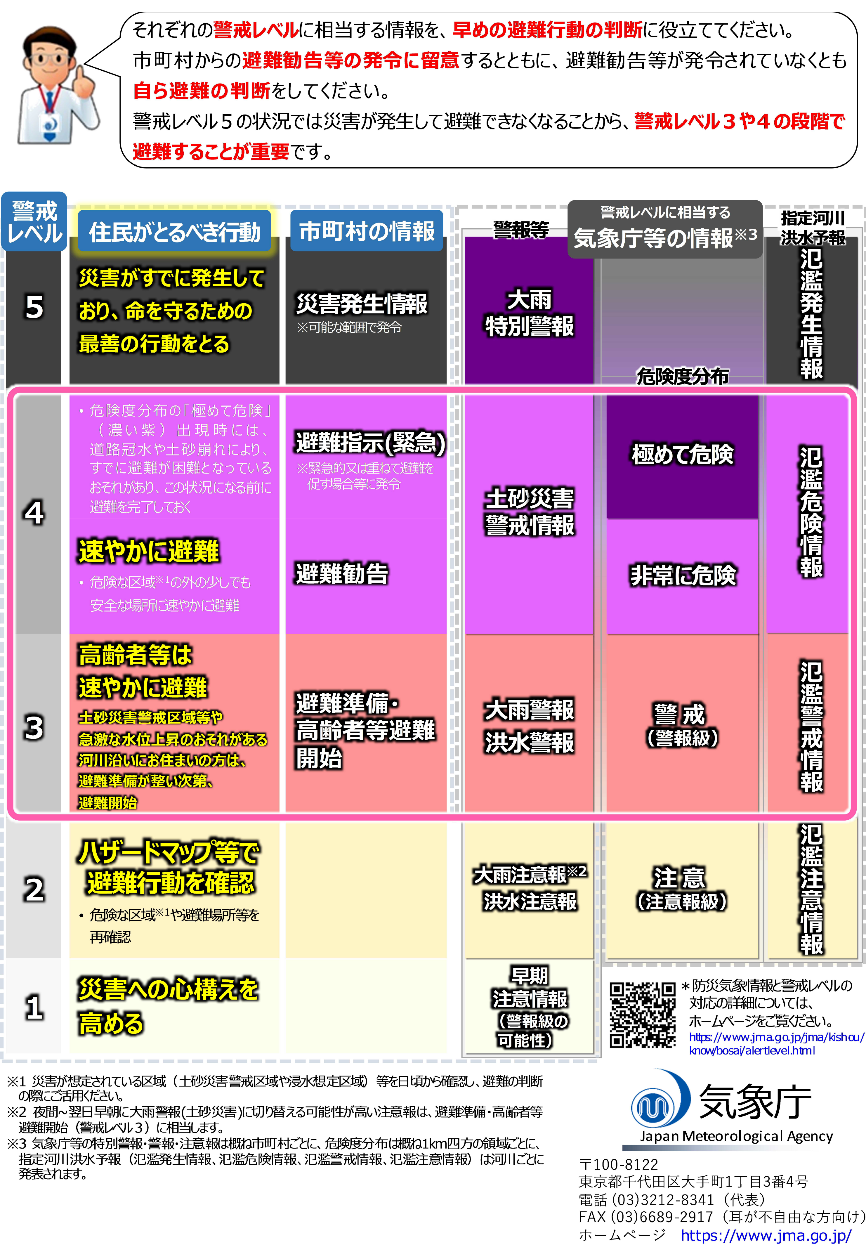 それぞれの警戒レベルに相当する情報を、早めの避難行動の判断に役立ててください。
市町村からの避難勧告等の発令に留意するとともに、避難勧告等が発令されていなくとも
自ら避難の判断をしてください。
警戒レベル5の状況では災害が発生して避難できなくなることから、警戒レベル3や4の段階で
避難することが重要です。
警戒
レベル
住民がとるべき行動
市町村の情報
警戒レベルに相当する
気象庁等の情報※3
警報等
指定河川
洪水予報
5
災害がすでに発生して
おり、命を守るための
最善の行動をとる
災害発生情報
※可能な範囲で発令
大雨
特別警報
危険度分布
氾濫発生情報
4
・危険度分布の「極めて危険」
（濃い紫）出現時には、
道路冠水や土砂崩れにより、
すでに避難が困難となっている
おそれがあり、この状況になる前に
避難を完了しておく
速やかに避難
・危険な区域※1の外の少しでも
安全な場所に速やかに避難
避難指示(緊急)
※緊急的又は重ねて避難を
促す場合等に発令
避難勧告
土砂災害
警戒情報
極めて危険
非常に危険
氾濫危険情報
3
高齢者等は
速やかに避難
土砂災害警戒区域等や
急激な水位上昇のおそれがある
河川沿いにお住まいの方は、
避難準備が整い次第、
避難開始
避難準備・
高齢者等避難
開始
大雨警報
洪水警報
警戒
（警報級）
氾濫警戒情報
2
ハザードマップ等で
避難行動を確認
・危険な区域※1や避難場所等を
再確認
大雨注意報※2
洪水注意報
注意
（注意報級）
氾濫注意情報
1
災害への心構えを
高める
早期
注意情報
（警報級の
可能性）
＊防災気象情報と警戒レベルの
対応の詳細については、
ホームページをご覧ください。
https://www.jma.go.jp/jma/kishou/
know/bosai/alertlevel.html
※1 災害が想定されている区域（土砂災害警戒区域や浸水想定区域）等を日頃から確認し、避難の判断
の際にご活用ください。
※2 夜間～翌日早朝に大雨警報(土砂災害)に切り替える可能性が高い注意報は、避難準備・高齢者等
避難開始（警戒レベル3）に相当します。
※3 気象庁等の特別警報・警報・注意報は概ね市町村ごとに、危険度分布は概ね1km四方の領域ごとに、
指定河川洪水予報（氾濫発生情報、氾濫危険情報、氾濫警戒情報、氾濫注意情報）は河川ごとに
発表されます。
気象庁
Japan Meteorological Agency
〒100-8122
東京都千代田区大手町1丁目3番4号
電話 (03)3212-8341（代表）
FAX (03)6689-2917（耳が不自由な方向け）
ホームページ https://www.jma.go.jp/